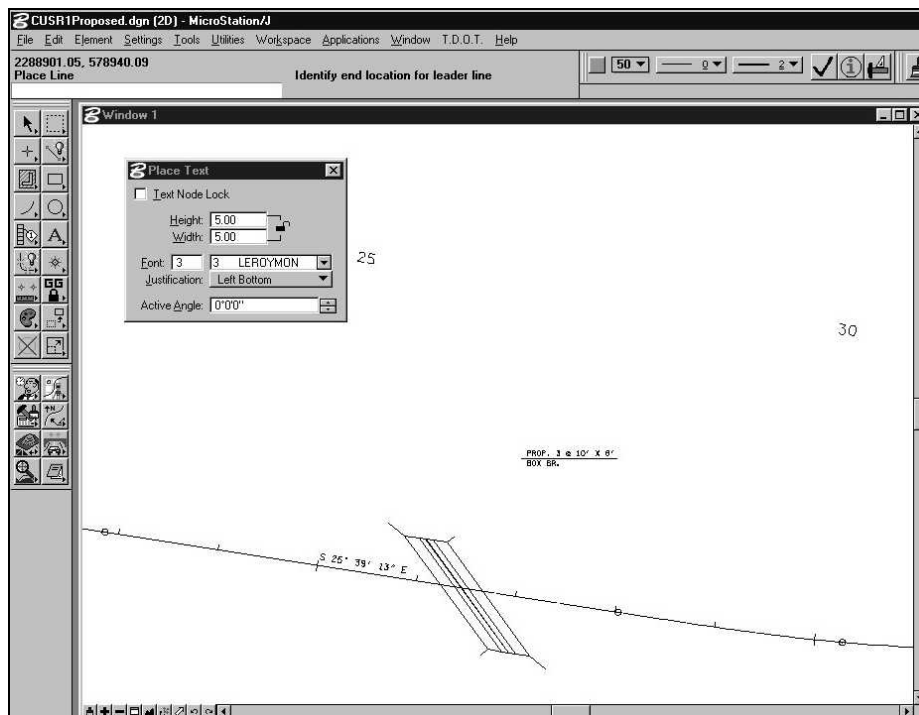 CUSR1Proposed.dgn (2D) - MicroStation/J
File Edit Element Settings Tools Utilities Workspace Applications Window T.D.O.T. Help
2288901.05, 578940.09
Place Line
Identify end location for leader line
50 0 2
Window 1
Place Text
Text Node Lock
Height: 5.00
Width: 5.00
Font: 3 3 LEROYMON
Justification: Left Bottom
Active Angle: 0°0'0"
25
30
PROP. 3 @ 10' X 8'
BOX BR.
S 25° 39' 13" E
GG